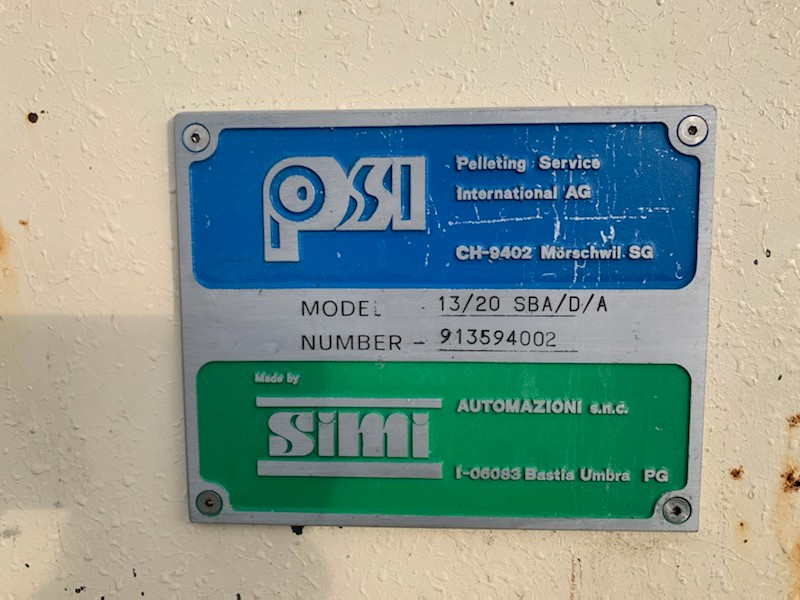 PSI
Pelleting Service
International AG
CH-9402 Mörschwil SG
MODEL 13/20 SBA/D/A
NUMBER - 913594002
Made by
simi
AUTOMAZIONI s.n.c.
I-06083 Bastia Umbra PG